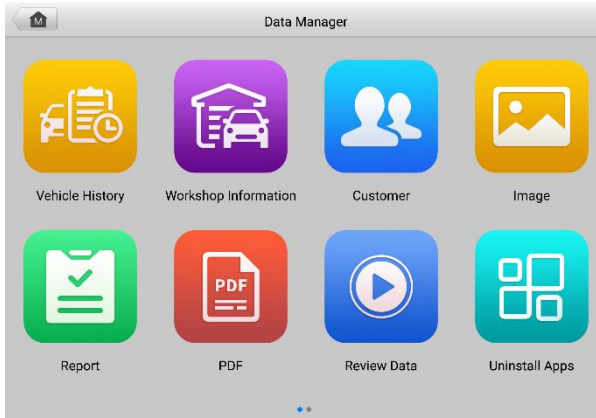 M
Data Manager
Vehicle History
Workshop Information
Customer
Image
PDF
Report
PDF
Review Data
Uninstall Apps